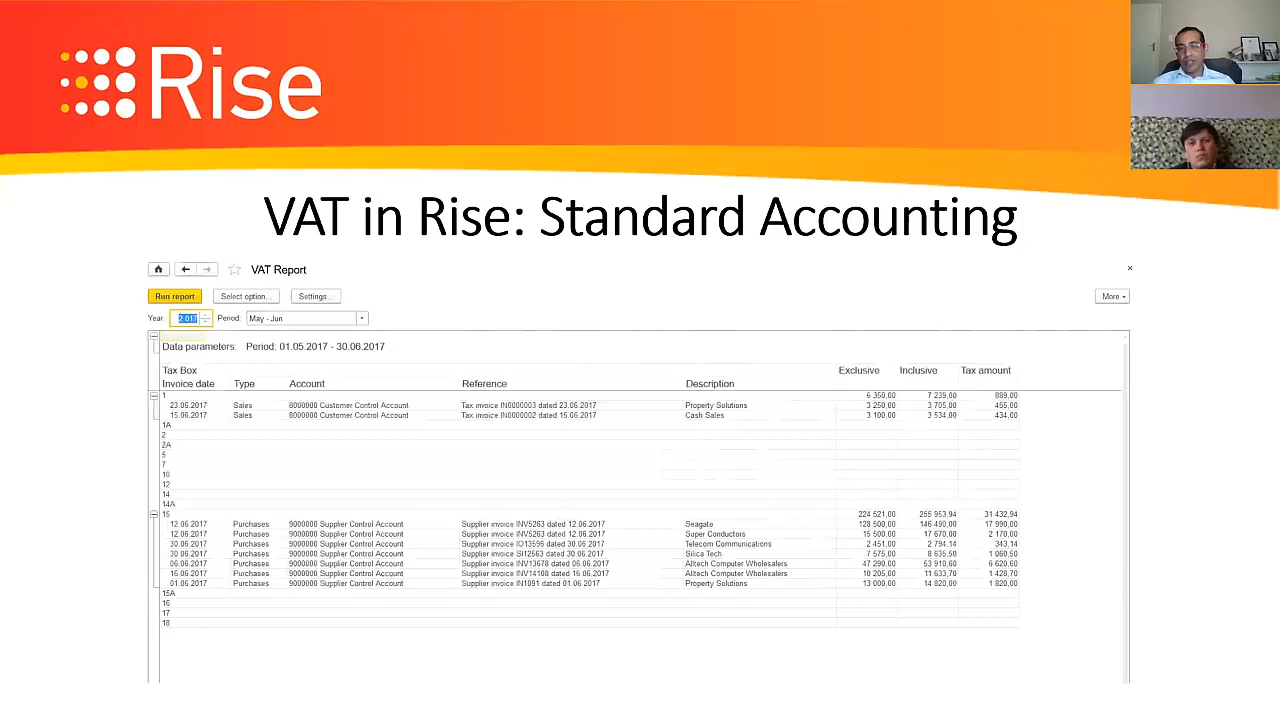 Rise
VAT in Rise: Standard Accounting
VAT Report
×
Run report Select option... Settings... More
Year: 2 017 Period: May - Jun
Data parameters: Period: 01.05.2017 - 30.06.2017
Tax Box Exclusive Inclusive Tax amount
Invoice date Type Account Reference Description
1 6 350,00 7 239,00 889,00
23.06.2017 Sales 8000000 Customer Control Account Tax invoice IN0000003 dated 23.06.2017 Property Solutions 3 250,00 3 705,00 455,00
15.06.2017 Sales 8000000 Customer Control Account Tax invoice IN0000002 dated 15.06.2017 Cash Sales 3 100,00 3 534,00 434,00
1A
2
2A
5
7
10
12
14
14A
15 224 521,00 255 953,94 31 432,94
12.06.2017 Purchases 9000000 Supplier Control Account Supplier invoice INV5263 dated 12.06.2017 Seagate 128 500,00 146 490,00 17 990,00
12.06.2017 Purchases 9000000 Supplier Control Account Supplier invoice INV5263 dated 12.06.2017 Super Conductors 15 500,00 17 670,00 2 170,00
30.06.2017 Purchases 9000000 Supplier Control Account Supplier invoice IO13596 dated 30.06.2017 Telecom Communications 2 451,00 2 794,14 343,14
30.06.2017 Purchases 9000000 Supplier Control Account Supplier invoice SI12563 dated 30.06.2017 Silica Tech 7 575,00 8 635,50 1 060,50
06.06.2017 Purchases 9000000 Supplier Control Account Supplier invoice INV13678 dated 06.06.2017 Alltech Computer Wholesalers 47 290,00 53 910,60 6 620,60
16.06.2017 Purchases 9000000 Supplier Control Account Supplier invoice INV14108 dated 16.06.2017 Alltech Computer Wholesalers 10 205,00 11 633,70 1 428,70
01.06.2017 Purchases 9000000 Supplier Control Account Supplier invoice IN1091 dated 01.06.2017 Property Solutions 13 000,00 14 820,00 1 820,00
15A
16
17
18